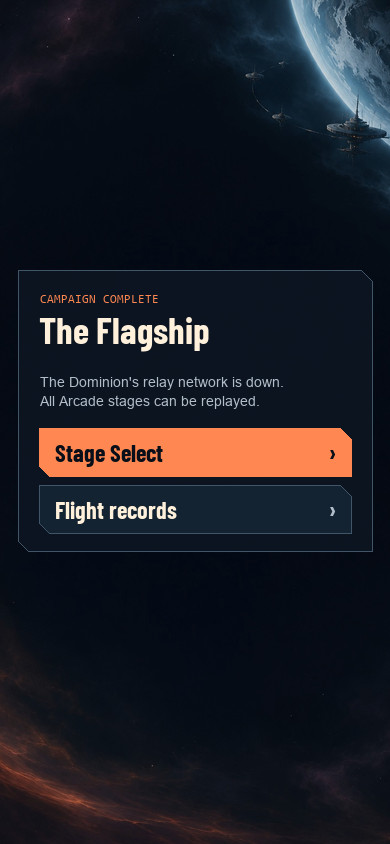 CAMPAIGN COMPLETE
The Flagship
The Dominion's relay network is down.
All Arcade stages can be replayed.
Stage Select ›
Flight records ›